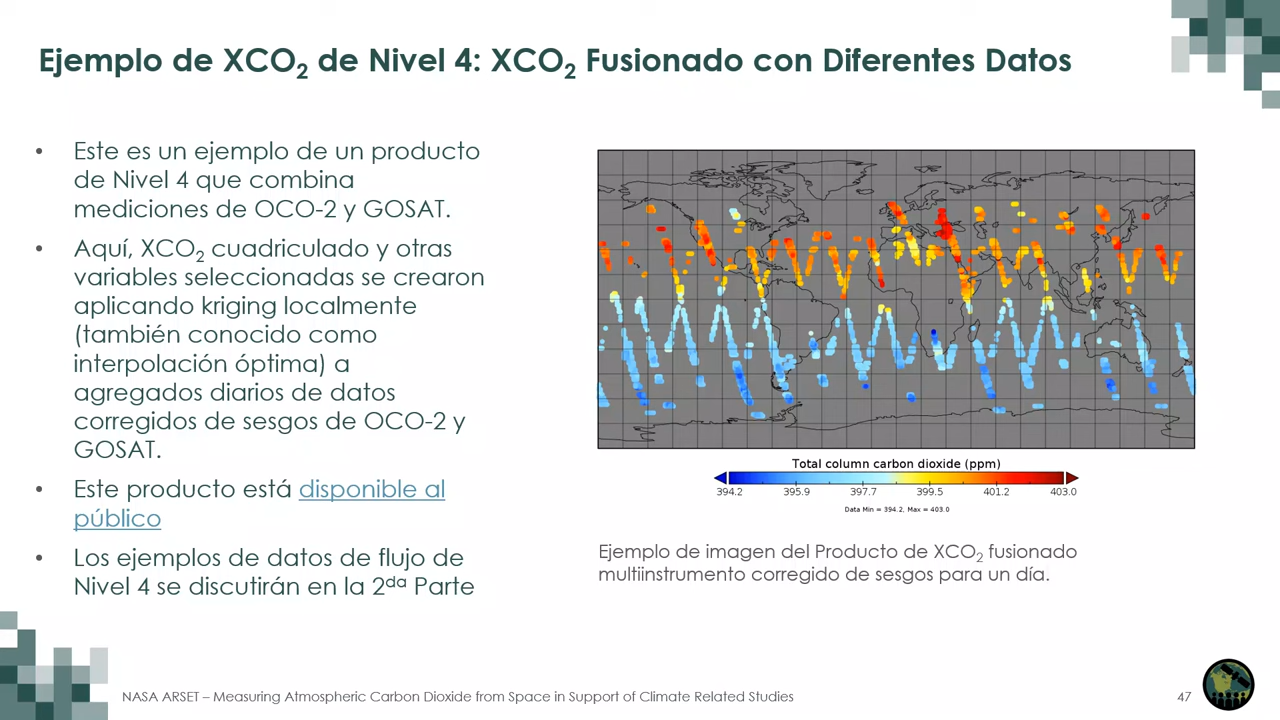 Ejemplo de XCO₂ de Nivel 4: XCO₂ Fusionado con Diferentes Datos
• Este es un ejemplo de un producto
de Nivel 4 que combina
mediciones de OCO-2 y GOSAT.
• Aquí, XCO₂ cuadriculado y otras
variables seleccionadas se crearon
aplicando kriging localmente
(también conocido como
interpolación óptima) a
agregados diarios de datos
corregidos de sesgos de OCO-2 y
GOSAT.
• Este producto está disponible al
público
• Los ejemplos de datos de flujo de
Nivel 4 se discutirán en la 2ᵈᵃ Parte
Total column carbon dioxide (ppm)
394.2 395.9 397.7 399.5 401.2 403.0
Data Min = 394.2, Max = 403.0
Ejemplo de imagen del Producto de XCO₂ fusionado
multiinstrumento corregido de sesgos para un día.
NASA ARSET – Measuring Atmospheric Carbon Dioxide from Space in Support of Climate Related Studies
47